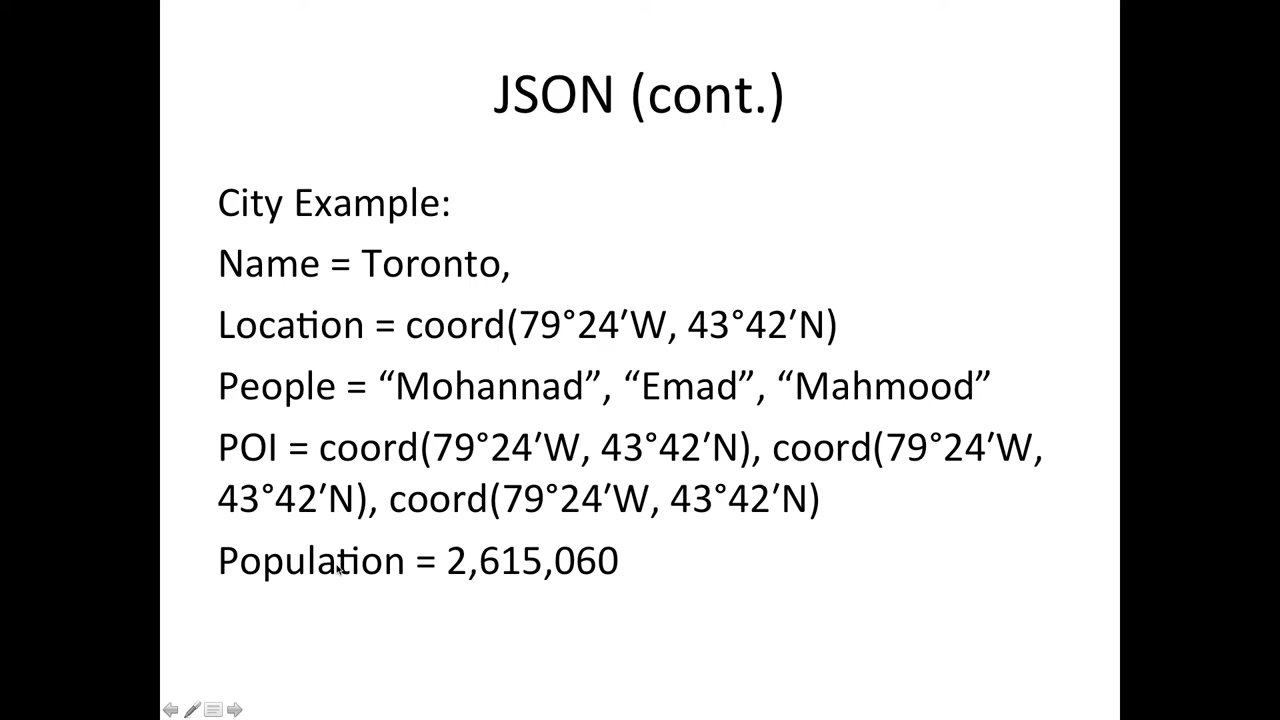 JSON (cont.)
City Example:
Name = Toronto,
Location = coord(79°24′W, 43°42′N)
People = “Mohannad”, “Emad”, “Mahmood”
POI = coord(79°24′W, 43°42′N), coord(79°24′W,
43°42′N), coord(79°24′W, 43°42′N)
Population = 2,615,060